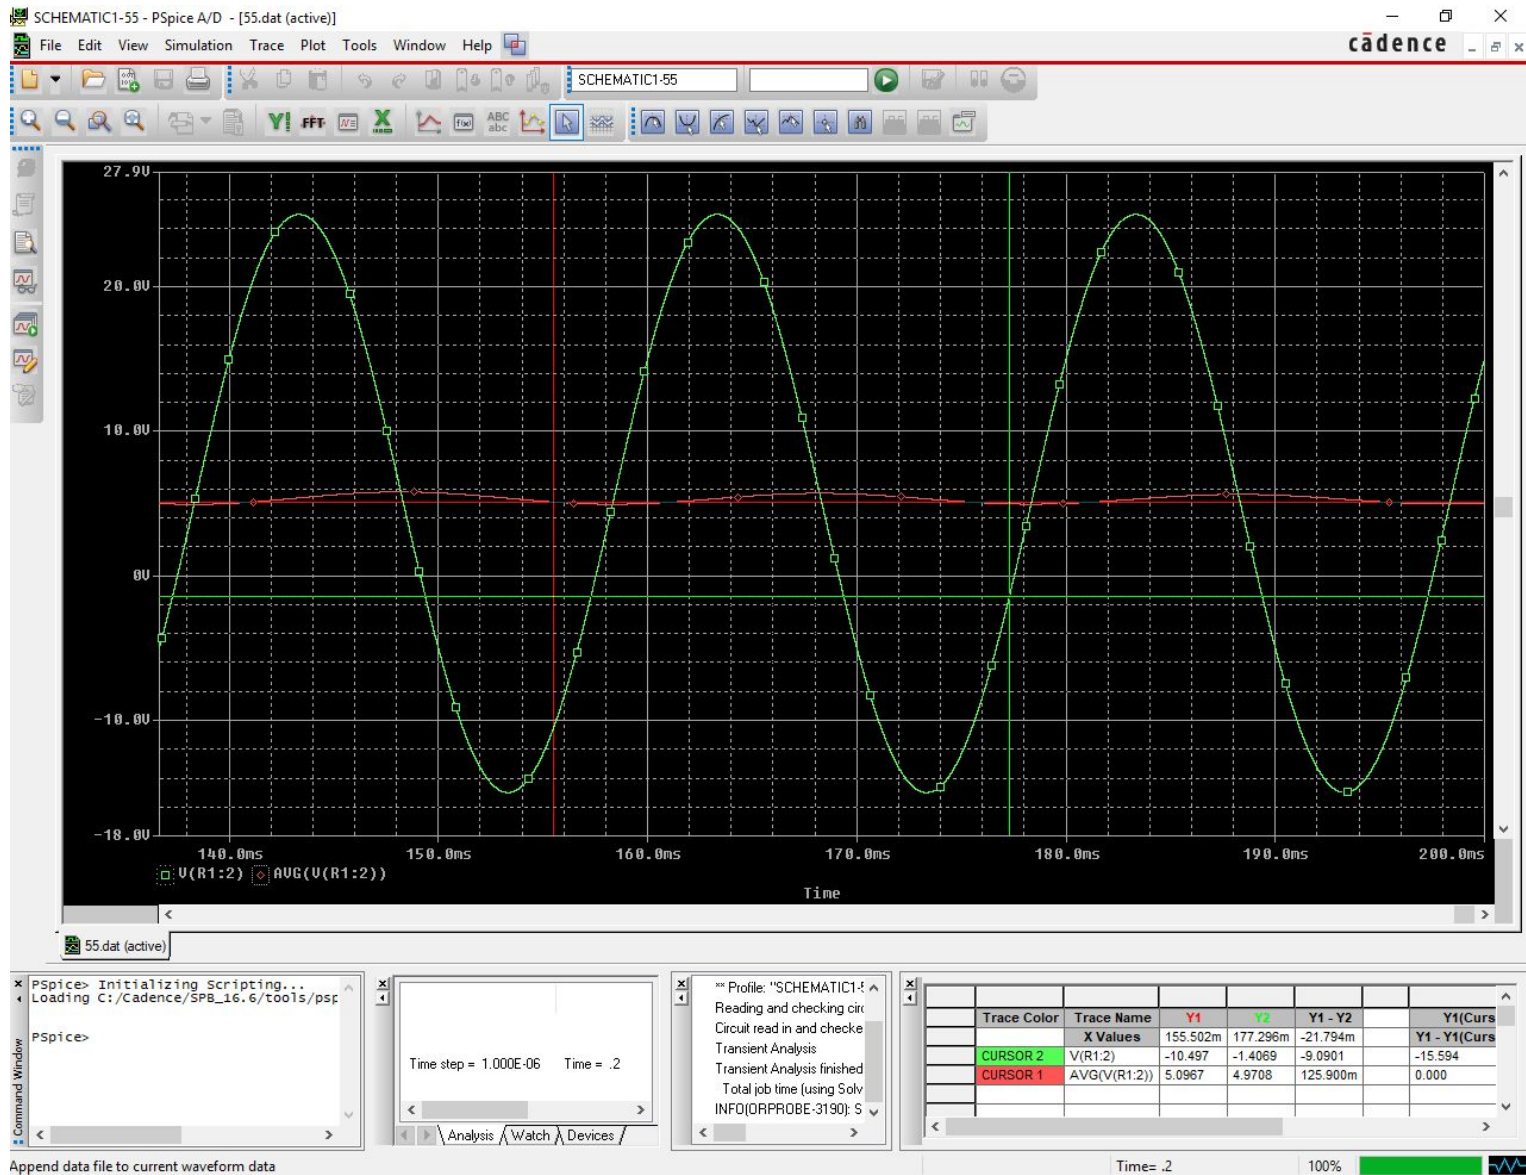 SCHEMATIC1-55 - PSpice A/D - [55.dat (active)]
File Edit View Simulation Trace Plot Tools Window Help
cādence
SCHEMATIC1-55
FFT
ABC
abc
27.9V
20.0V
10.0V
0V
-10.0V
-18.0V
140.0ms 150.0ms 160.0ms 170.0ms 180.0ms 190.0ms 200.0ms
V(R1:2) AVG(V(R1:2))
Time
55.dat (active)
Command Window
PSpice> Initializing Scripting...
Loading C:/Cadence/SPB_16.6/tools/psp
PSpice>
Time step = 1.000E-06 Time = .2
Analysis Watch Devices
** Profile: "SCHEMATIC1-5
Reading and checking circ
Circuit read in and checke
Transient Analysis
Transient Analysis finished
Total job time (using Solv
INFO(ORPROBE-3190): S
Trace Color Trace Name Y1 Y2 Y1 - Y2 Y1(Curs
X Values 155.502m 177.296m -21.794m Y1 - Y1(Curs
CURSOR 2 V(R1:2) -10.497 -1.4069 -9.0901 -15.594
CURSOR 1 AVG(V(R1:2)) 5.0967 4.9708 125.900m 0.000
Append data file to current waveform data
Time= .2 100%